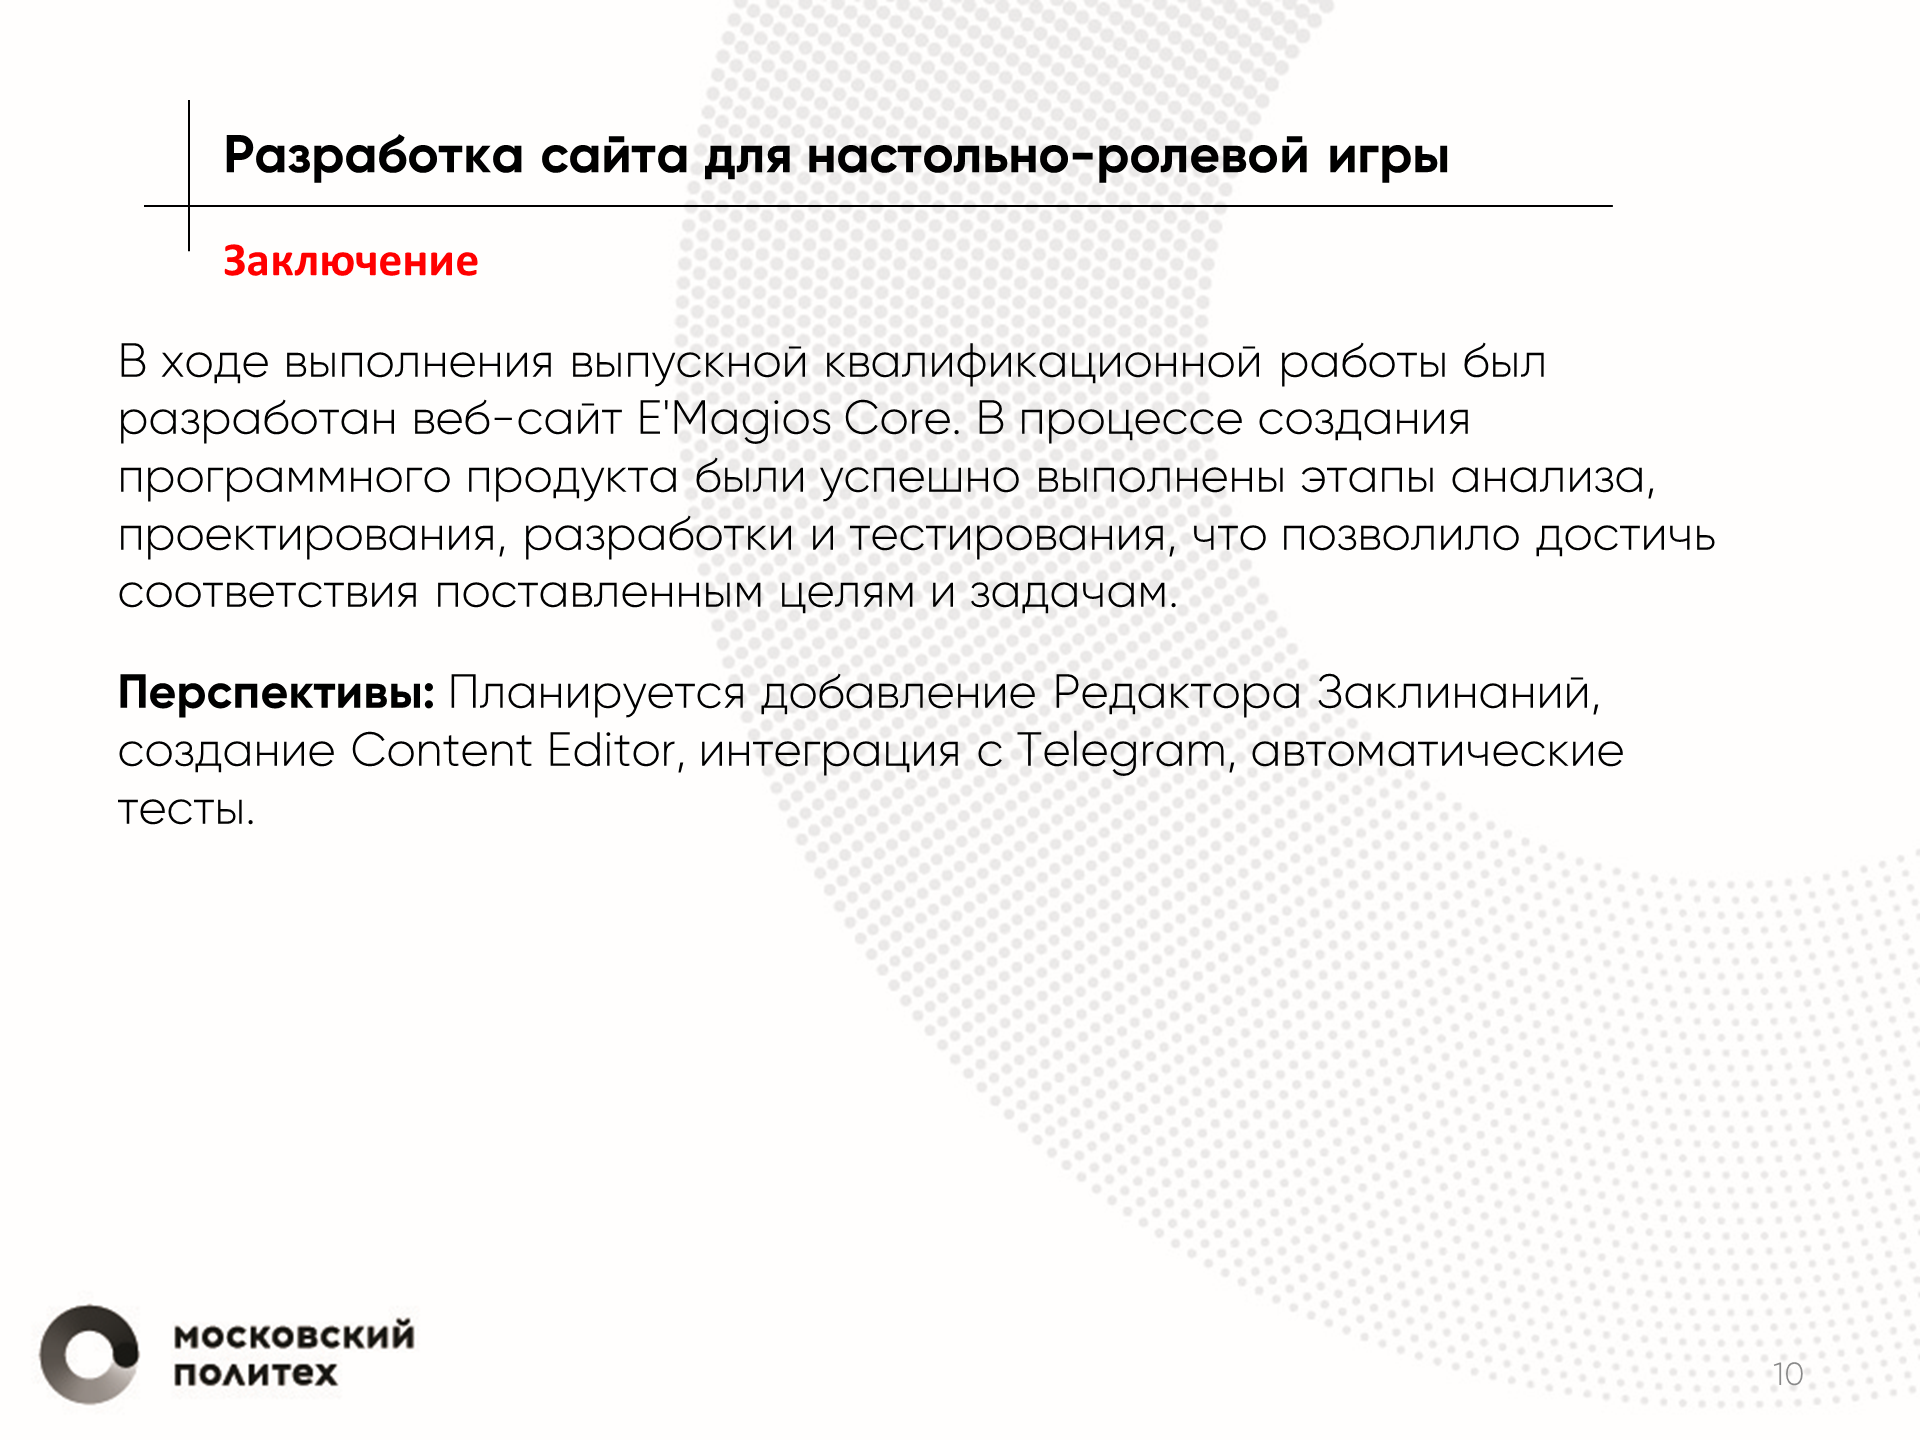 Разработка сайта для настольно-ролевой игры
Заключение
В ходе выполнения выпускной квалификационной работы был
разработан веб-сайт E'Magios Core. В процессе создания
программного продукта были успешно выполнены этапы анализа,
проектирования, разработки и тестирования, что позволило достичь
соответствия поставленным целям и задачам.
Перспективы: Планируется добавление Редактора Заклинаний,
создание Content Editor, интеграция с Telegram, автоматические
тесты.
московский
политех
10